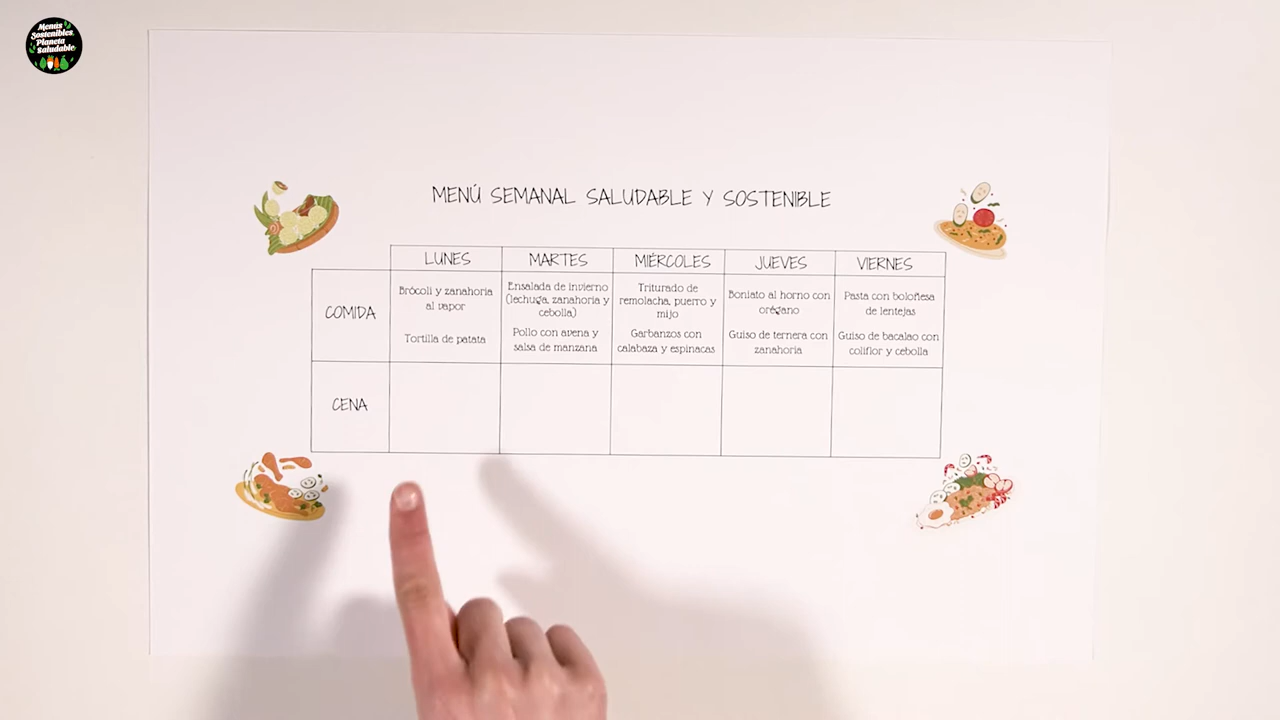 Menús
Sostenibles,
Planeta
Saludable
MENÚ SEMANAL SALUDABLE Y SOSTENIBLE
LUNES MARTES MIÉRCOLES JUEVES VIERNES
COMIDA
Brócoli y zanahoria
al vapor
Tortilla de patata
Ensalada de invierno
(lechuga, zanahoria y
cebolla)
Pollo con avena y
salsa de manzana
Triturado de
remolacha, puerro y
mijo
Garbanzos con
calabaza y espinacas
Boniato al horno con
orégano
Guiso de ternera con
zanahoria
Pasta con boloñesa
de lentejas
Guiso de bacalao con
coliflor y cebolla
CENA